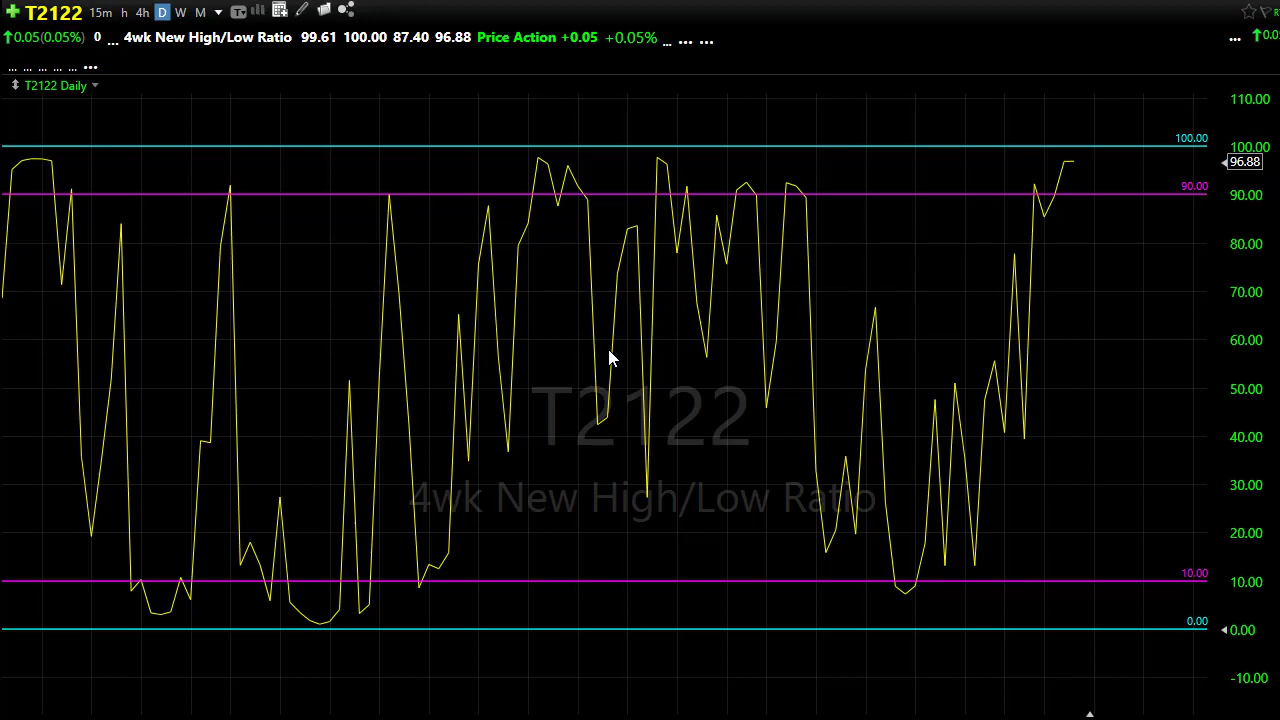 T2122 15m h 4h D W M T
0.05(0.05%) 0 ... 4wk New High/Low Ratio 99.61 100.00 87.40 96.88 Price Action +0.05 +0.05% ... ... ... ... 0.0
... ... ... ... ... ...
T2122 Daily
110.00
100.00 100.00
96.88
90.00 90.00
80.00
70.00
60.00
50.00
T2122
40.00
30.00
4wk New High/Low Ratio
20.00
10.00 10.00
0.00 0.00
-10.00